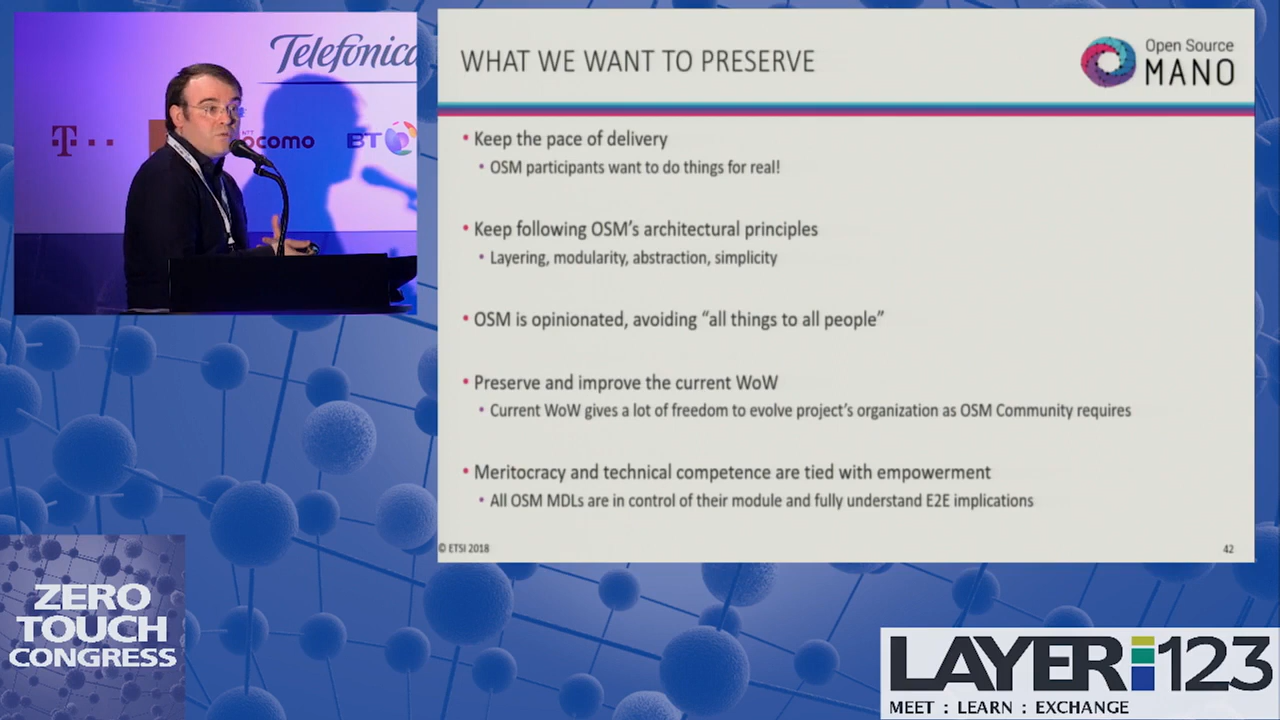 Telefónica
T
DOCOMO
BT
WHAT WE WANT TO PRESERVE
Open Source
MANO
• Keep the pace of delivery
• OSM participants want to do things for real!
• Keep following OSM's architectural principles
• Layering, modularity, abstraction, simplicity
• OSM is opinionated, avoiding “all things to all people”
• Preserve and improve the current WoW
• Current WoW gives a lot of freedom to evolve project's organization as OSM Community requires
• Meritocracy and technical competence are tied with empowerment
• All OSM MDLs are in control of their module and fully understand E2E implications
© ETSI 2018
42
ZERO
TOUCH
CONGRESS
LAYER123
MEET : LEARN : EXCHANGE